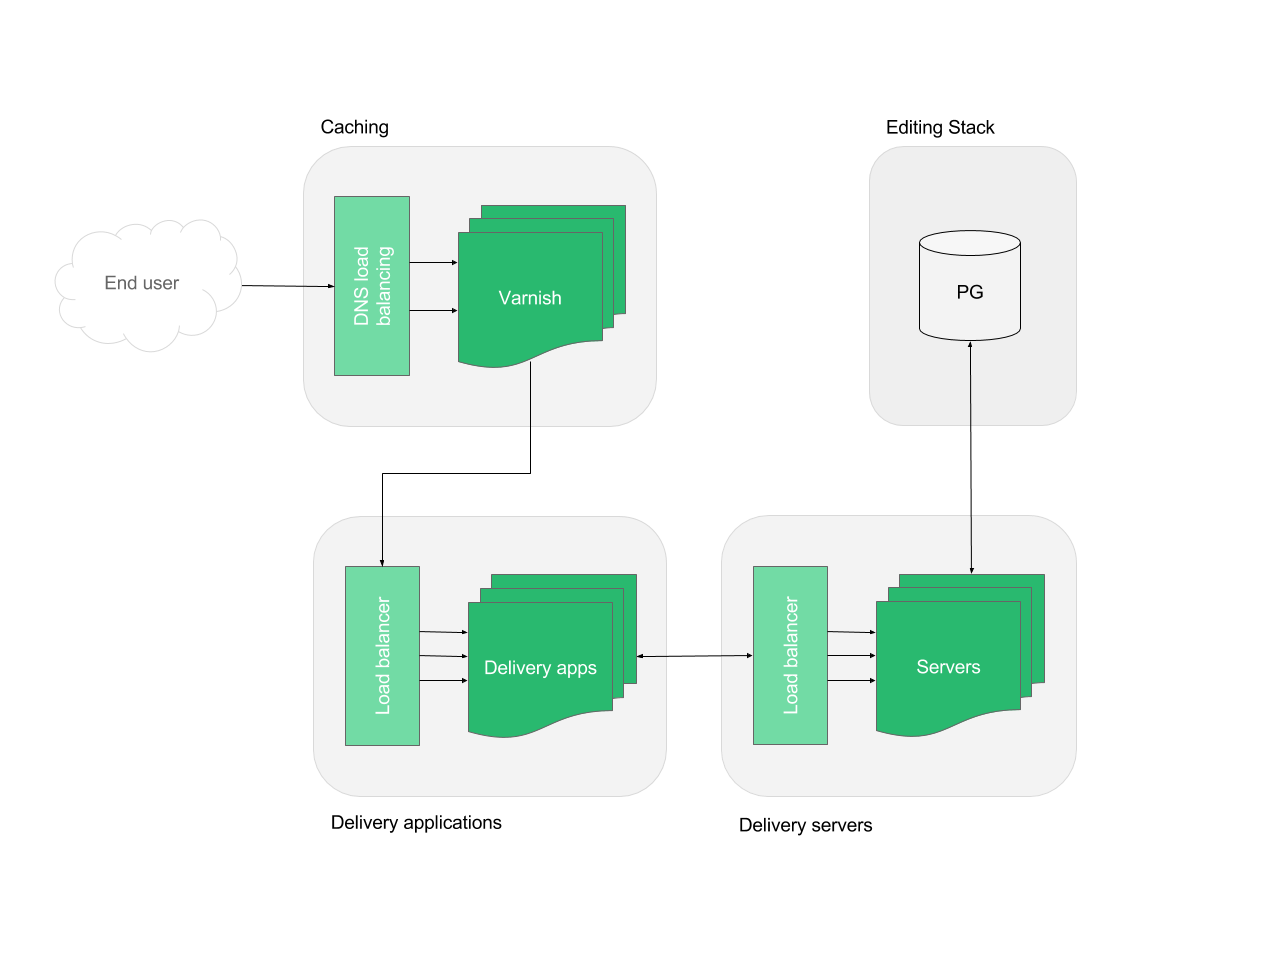 Caching
Editing Stack
End user
DNS load
balancing
Varnish
PG
Load balancer
Delivery apps
Load balancer
Servers
Delivery applications
Delivery servers